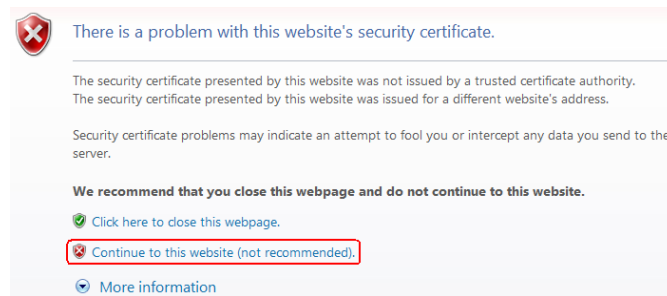 There is a problem with this website's security certificate.
The security certificate presented by this website was not issued by a trusted certificate authority.
The security certificate presented by this website was issued for a different website's address.
Security certificate problems may indicate an attempt to fool you or intercept any data you send to the
server.
We recommend that you close this webpage and do not continue to this website.
Click here to close this webpage.
Continue to this website (not recommended).
More information